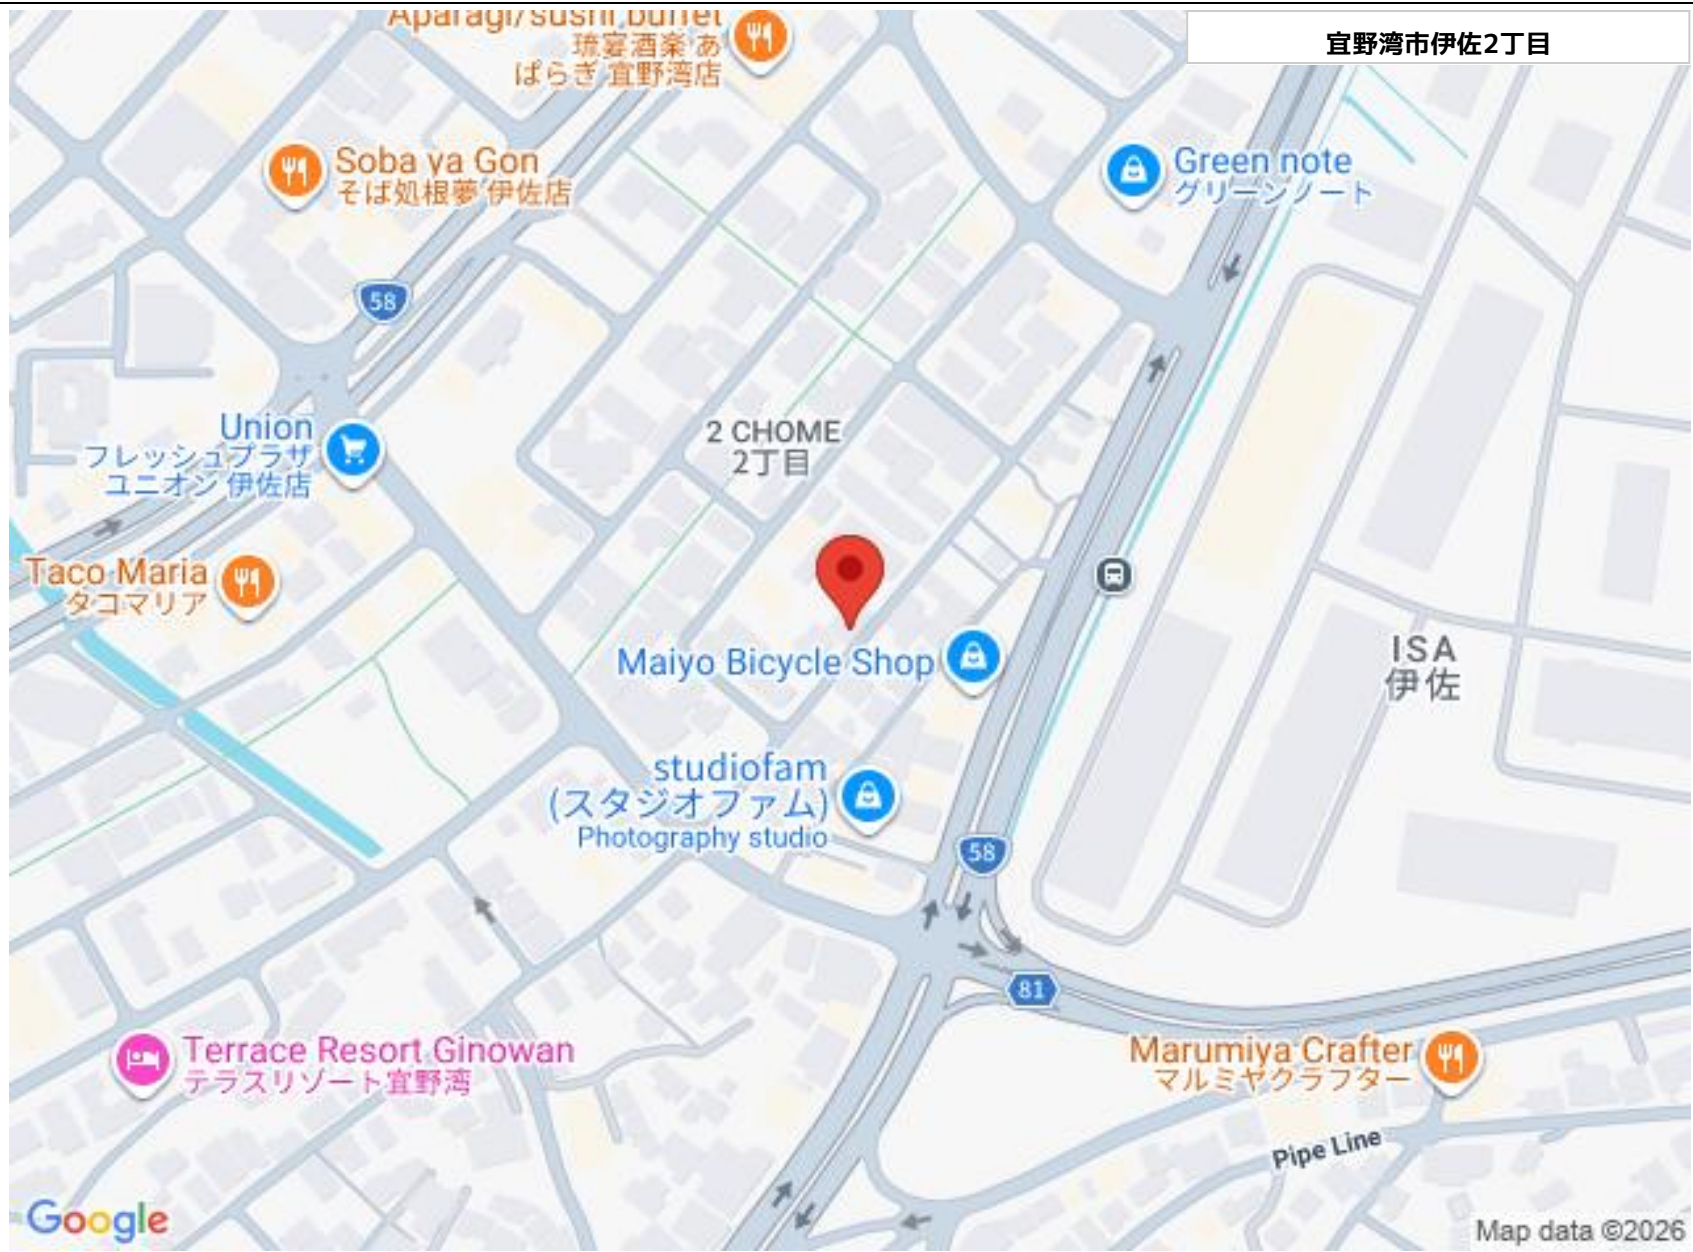 Aparagi/sushi buffet
琉宴酒楽 あ
ぱらぎ 宜野湾店
宜野湾市伊佐2丁目
Soba ya Gon
そば処根夢 伊佐店
Green note
グリーンノート
58
Union
フレッシュプラザ
ユニオン 伊佐店
2 CHOME
2丁目
Taco Maria
タコマリア
Maiyo Bicycle Shop
ISA
伊佐
studiofam
(スタジオファム)
Photography studio
58
81
Terrace Resort Ginowan
テラスリゾート宜野湾
Marumiya Crafter
マルミヤクラフター
Pipe Line
Google
Map data ©2026